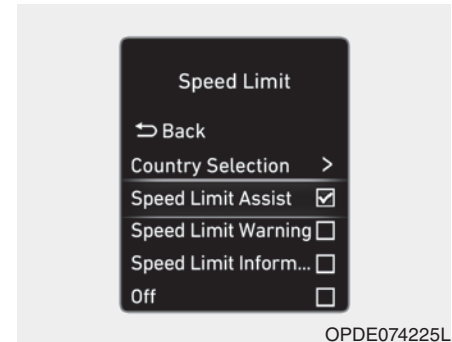 Speed Limit
Back
Country Selection >
Speed Limit Assist
Speed Limit Warning
Speed Limit Inform...
Off
OPDE074225L